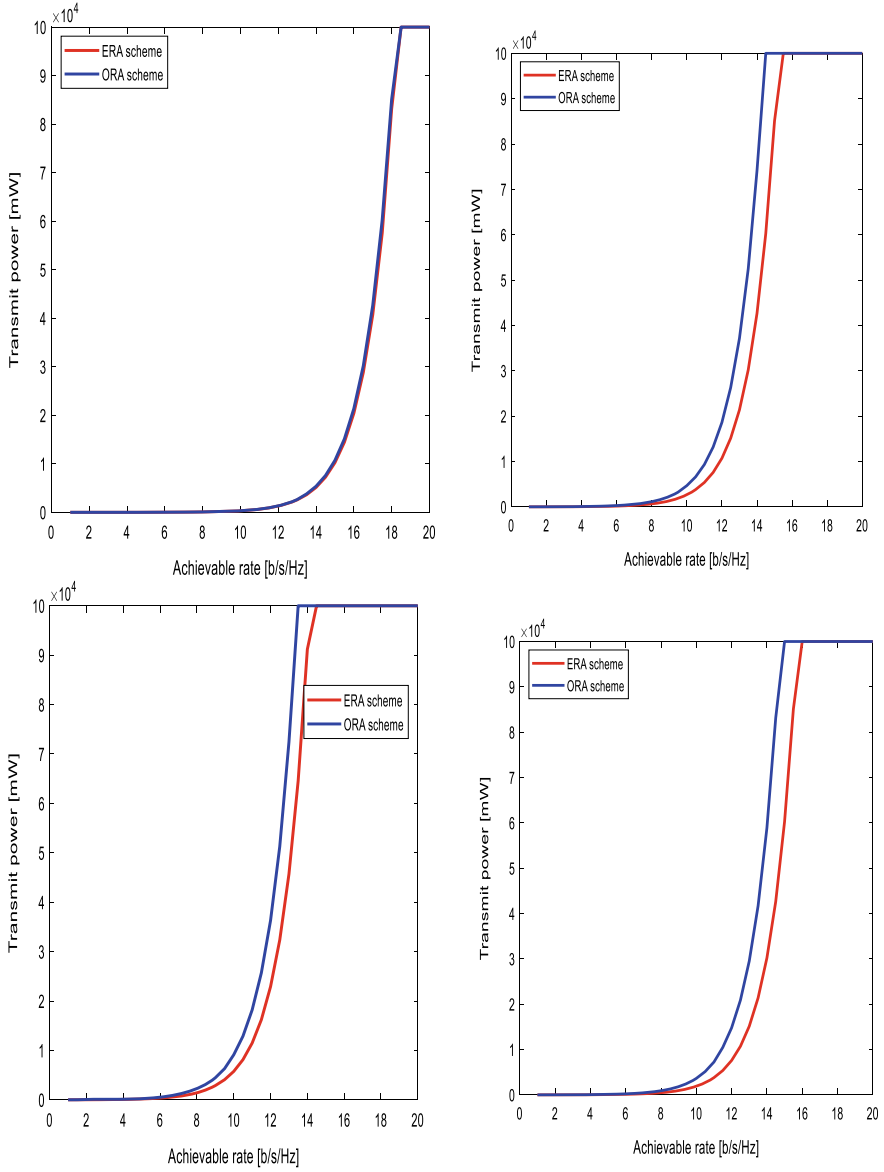 ×10⁴
10
9
8
7
6
5
4
3
2
1
0
Transmit power [mW]
ERA scheme
ORA scheme
0 2 4 6 8 10 12 14 16 18 20
Achievable rate [b/s/Hz]
×10⁴
10
9
8
7
6
5
4
3
2
1
0
Transmit power [mW]
ERA scheme
ORA scheme
0 2 4 6 8 10 12 14 16 18 20
Achievable rate [b/s/Hz]
×10⁴
10
9
8
7
6
5
4
3
2
1
0
Transmit power [mW]
ERA scheme
ORA scheme
0 2 4 6 8 10 12 14 16 18 20
Achievable rate [b/s/Hz]
×10⁴
10
9
8
7
6
5
4
3
2
1
0
Transmit power [mW]
ERA scheme
ORA scheme
0 2 4 6 8 10 12 14 16 18 20
Achievable rate [b/s/Hz]